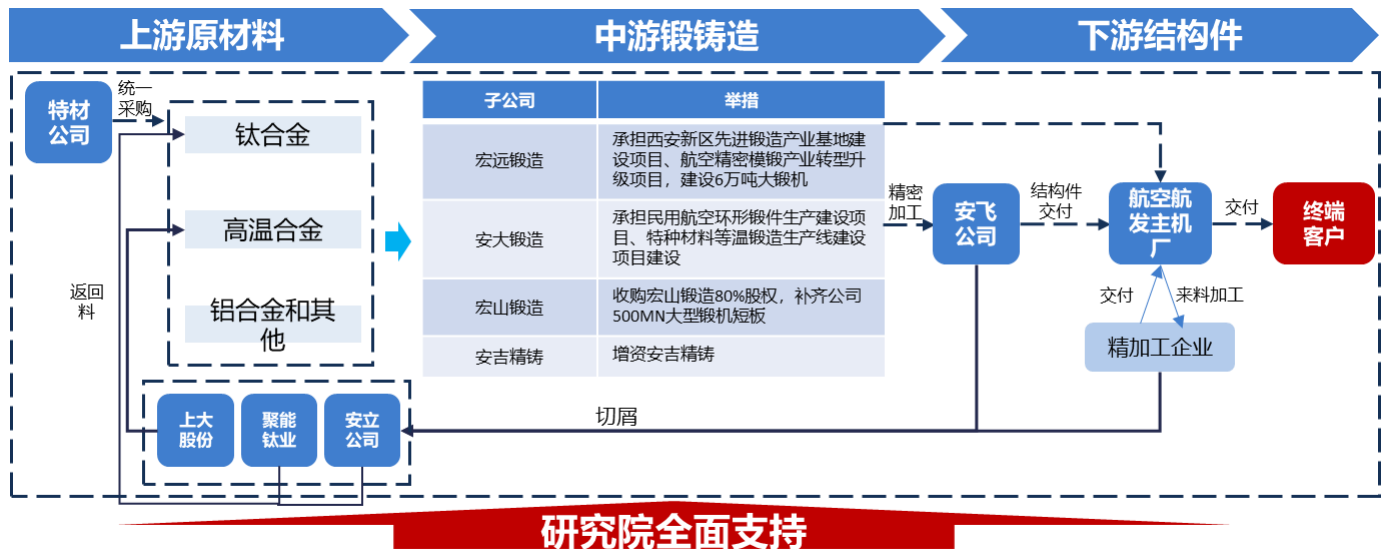 上游原材料
中游锻铸造
下游结构件
特材
公司
统一
采购
钛合金
高温合金
铝合金和其
他
返回
料
子公司
举措
宏远锻造
承担西安新区先进锻造产业基地建
设项目、航空精密模锻产业转型升
级项目，建设6万吨大锻机
安大锻造
承担民用航空环形锻件生产建设项
目、特种材料等温锻造生产线建设
项目建设
宏山锻造
收购宏山锻造80%股权，补齐公司
500MN大型锻机短板
安吉精铸
增资安吉精铸
精密
加工
安飞
公司
结构件
交付
航空航
发主机
厂
交付
终端
客户
交付
来料加工
精加工企业
上大
股份
聚能
钛业
安立
公司
切屑
研究院全面支持